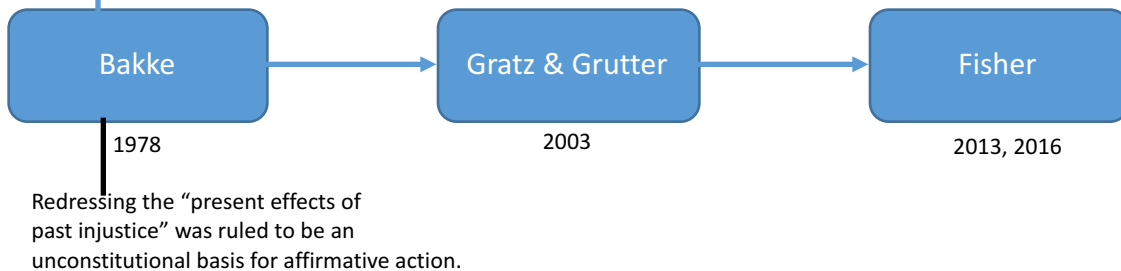 Bakke
Gratz & Grutter
Fisher
1978
2003
2013, 2016
Redressing the “present effects of
past injustice” was ruled to be an
unconstitutional basis for affirmative action.